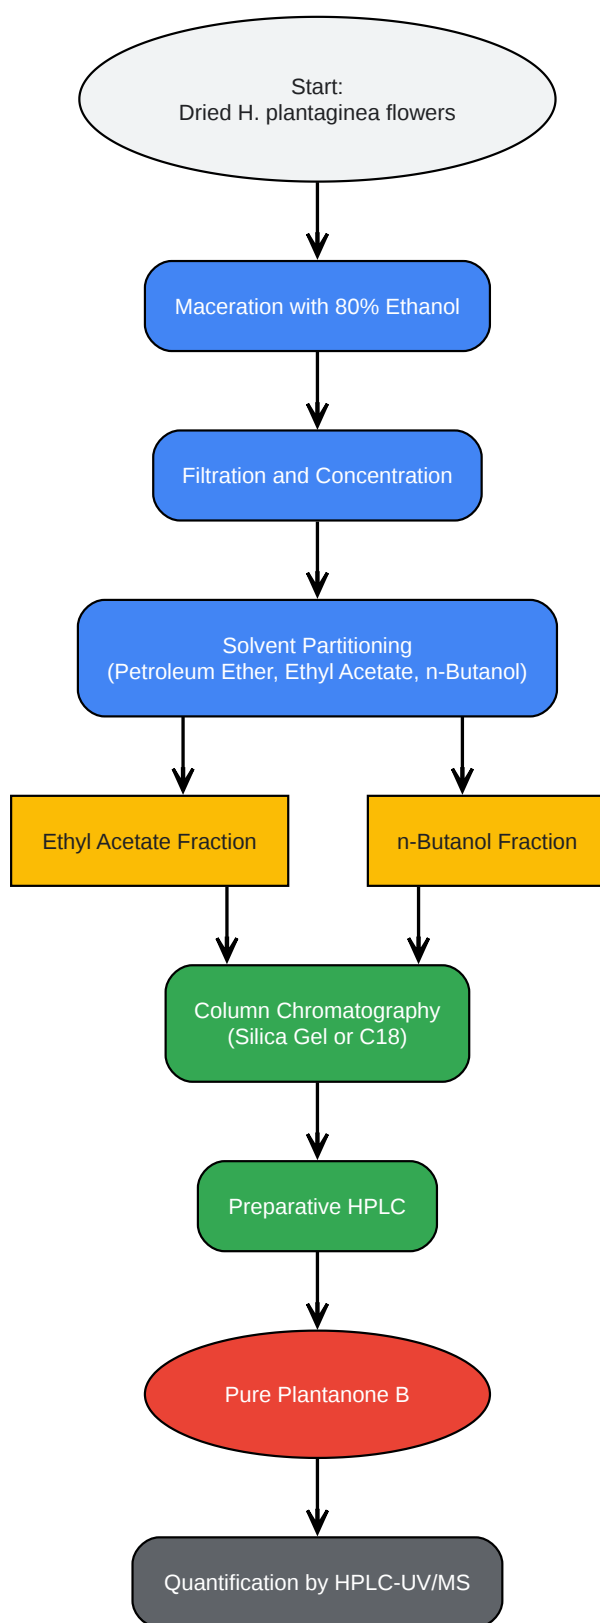 Start:
Dried H. plantaginea flowers
Maceration with 80% Ethanol
Filtration and Concentration
Solvent Partitioning
(Petroleum Ether, Ethyl Acetate, n-Butanol)
Ethyl Acetate Fraction
n-Butanol Fraction
Column Chromatography
(Silica Gel or C18)
Preparative HPLC
Pure Plantanone B
Quantification by HPLC-UV/MS